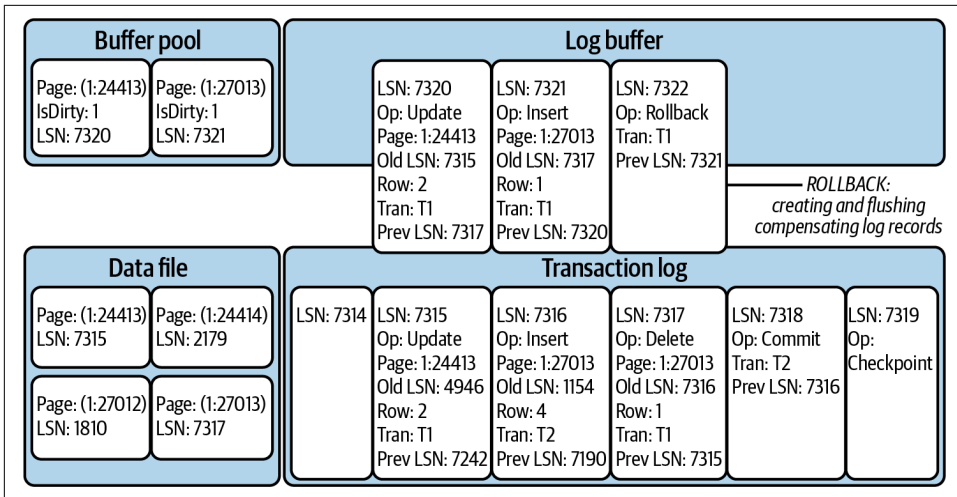 Buffer pool
Page: (1:24413)
IsDirty: 1
LSN: 7320
Page: (1:27013)
IsDirty: 1
LSN: 7321
Log buffer
LSN: 7320
Op: Update
Page: 1:24413
Old LSN: 7315
Row: 2
Tran: T1
Prev LSN: 7317
LSN: 7321
Op: Insert
Page: 1:27013
Old LSN: 7317
Row: 1
Tran: T1
Prev LSN: 7320
LSN: 7322
Op: Rollback
Tran: T1
Prev LSN: 7321
ROLLBACK:
creating and flushing
compensating log records
Data file
Page: (1:24413)
LSN: 7315
Page: (1:24414)
LSN: 2179
Page: (1:27012)
LSN: 1810
Page: (1:27013)
LSN: 7317
Transaction log
LSN: 7314
LSN: 7315
Op: Update
Page: 1:24413
Old LSN: 4946
Row: 2
Tran: T1
Prev LSN: 7242
LSN: 7316
Op: Insert
Page: 1:27013
Old LSN: 1154
Row: 4
Tran: T2
Prev LSN: 7190
LSN: 7317
Op: Delete
Page: 1:27013
Old LSN: 7316
Row: 1
Tran: T1
Prev LSN: 7315
LSN: 7318
Op: Commit
Tran: T2
Prev LSN: 7316
LSN: 7319
Op:
Checkpoint